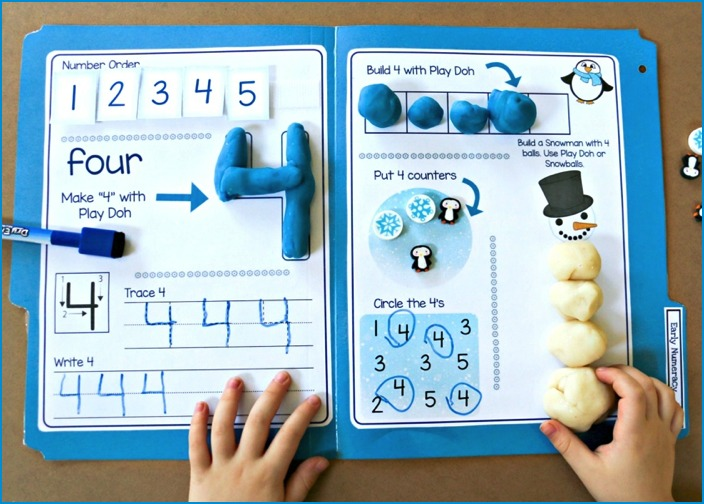 Number Order
1 2 3 4 5
four
Make "4" with
Play Doh
1 3
4
2
Trace 4
4 4 4
Write 4
4 4 4
Build 4 with Play Doh
Build a Snowman with 4
balls. Use Play Doh or
Snowballs.
Put 4 counters
Circle the 4's
1 4 4 3
3 3 5
2 4 5 4
Early Numeracy